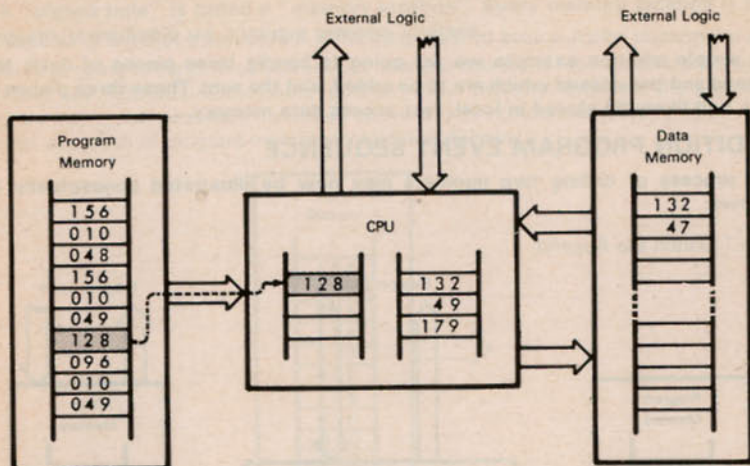 External Logic
External Logic
Program
Memory
156
010
048
156
010
049
128
096
010
049
CPU
128
132
49
179
Data
Memory
132
47